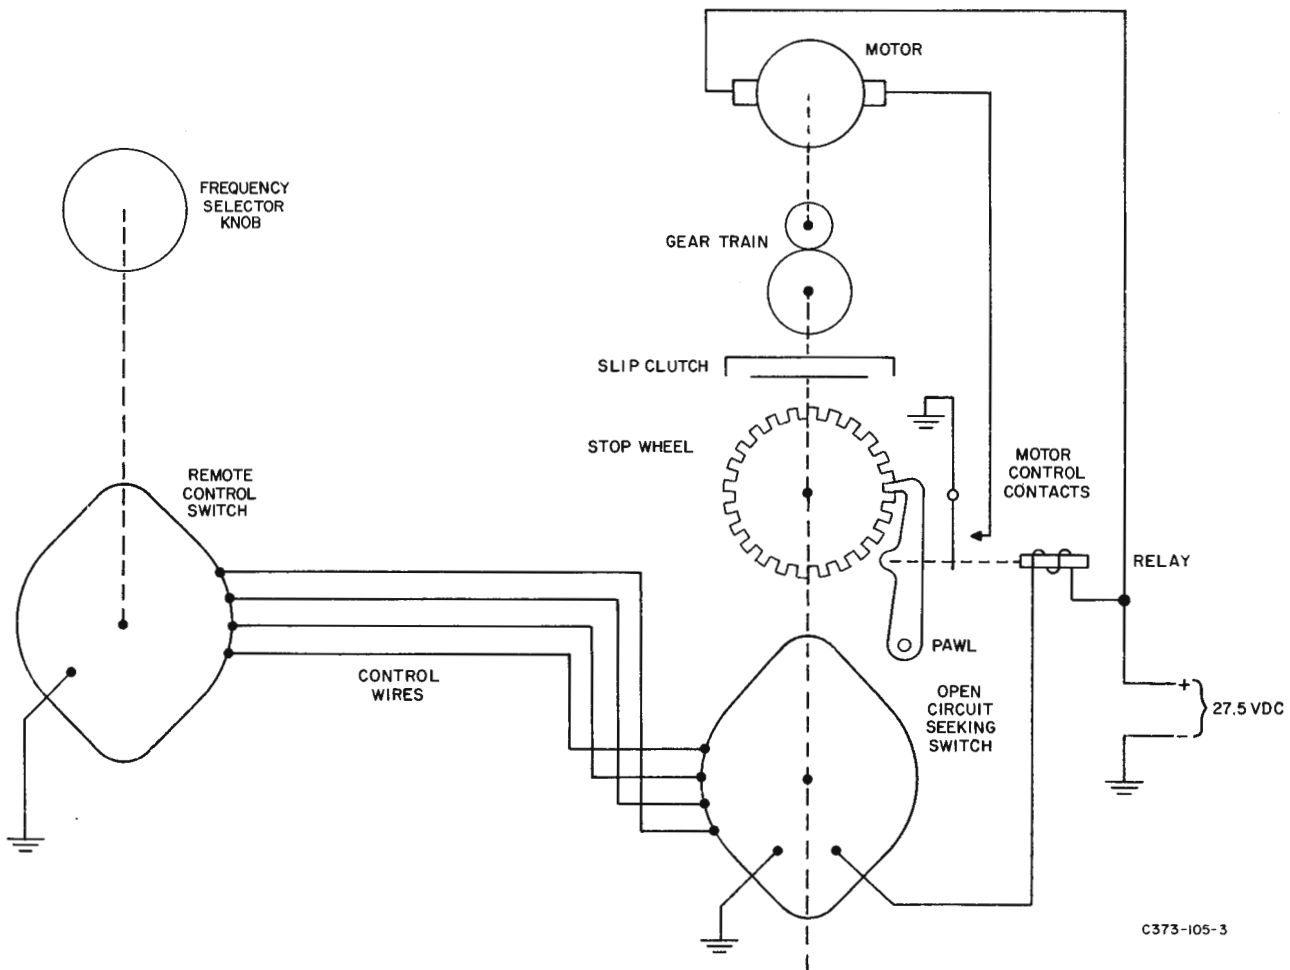 MOTOR
FREQUENCY
SELECTOR
KNOB
GEAR TRAIN
SLIP CLUTCH
STOP WHEEL
MOTOR
CONTROL
CONTACTS
REMOTE
CONTROL
SWITCH
RELAY
PAWL
CONTROL
WIRES
OPEN
CIRCUIT
SEEKING
SWITCH
+
27.5 VDC
−
C373-105-3